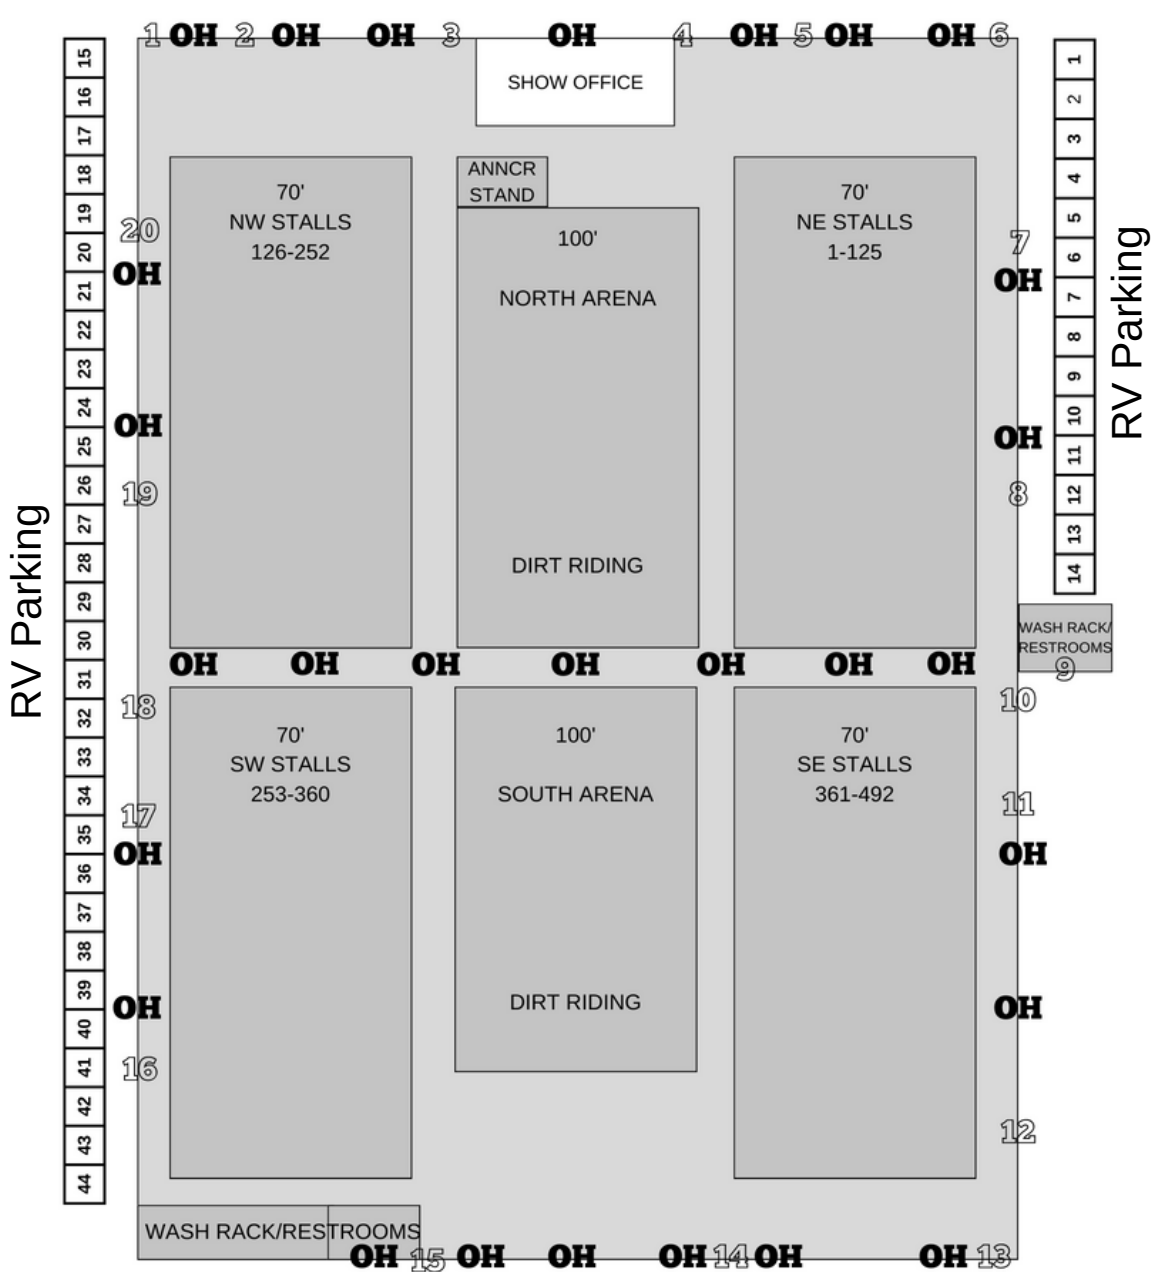 1 OH 2 OH OH 3 OH 4 OH 5 OH OH 6
SHOW OFFICE
15
16
17
18
19
20
21
22
23
24
25
26
27
28
29
30
31
32
33
34
35
36
37
38
39
40
41
42
43
44
RV Parking
20
OH
OH
19
70'
NW STALLS
126-252
ANNCR
STAND
100'
NORTH ARENA
DIRT RIDING
70'
NE STALLS
1-125
7
OH
OH
8
1
2
3
4
5
6
7
8
9
10
11
12
13
14
RV Parking
WASH RACK/
RESTROOMS
9
OH OH OH OH OH OH OH
18
17
OH
OH
16
70'
SW STALLS
253-360
100'
SOUTH ARENA
DIRT RIDING
70'
SE STALLS
361-492
10
11
OH
OH
12
WASH RACK/RESTROOMS
OH 15 OH OH OH 14 OH OH 13